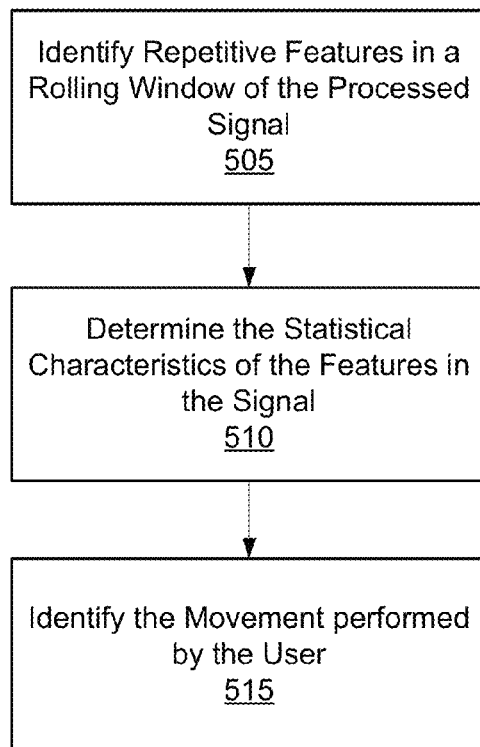 Identify Repetitive Features in a
Rolling Window of the Processed
Signal
505
Determine the Statistical
Characteristics of the Features in
the Signal
510
Identify the Movement performed
by the User
515